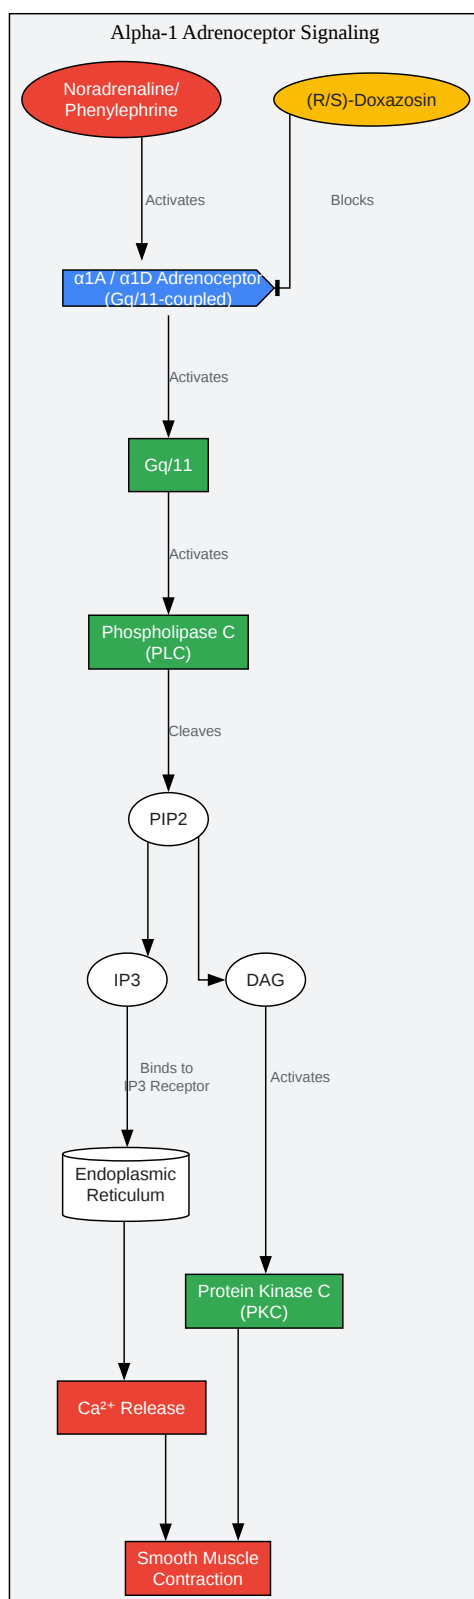 Alpha-1 Adrenoceptor Signaling
Noradrenaline/
Phenylephrine
(R/S)-Doxazosin
Activates
Blocks
α1A / α1D Adrenoceptor
(Gq/11-coupled)
Activates
Gq/11
Activates
Phospholipase C
(PLC)
Cleaves
PIP2
IP3
DAG
Binds to
IP3 Receptor
Activates
Endoplasmic
Reticulum
Protein Kinase C
(PKC)
Ca²⁺ Release
Smooth Muscle
Contraction